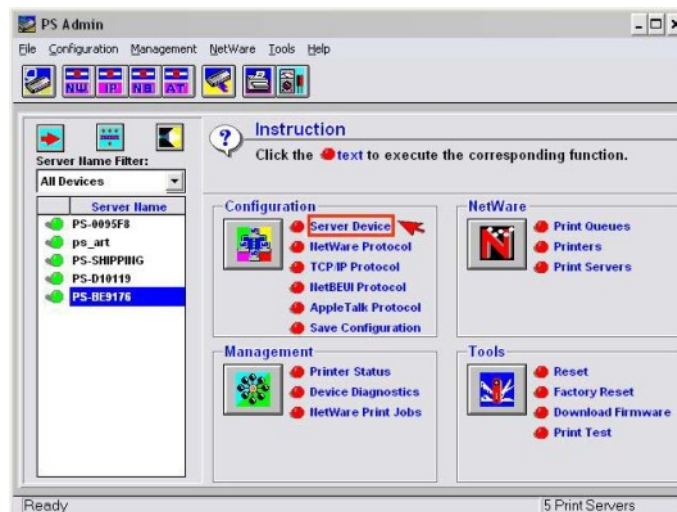 PS Admin
File Configuration Management NetWare Tools Help
NW IP NB AT
Instruction
Click the text to execute the corresponding function.
Server Name Filter:
All Devices
Server Name
PS-0095F8
ps_art
PS-SHIPPING
PS-D10119
PS-BE9176
Configuration
Server Device
NetWare Protocol
TCP/IP Protocol
NetBEUI Protocol
AppleTalk Protocol
Save Configuration
NetWare
Print Queues
Printers
Print Servers
Management
Printer Status
Device Diagnostics
NetWare Print Jobs
Tools
Reset
Factory Reset
Download Firmware
Print Test
Ready
5 Print Servers